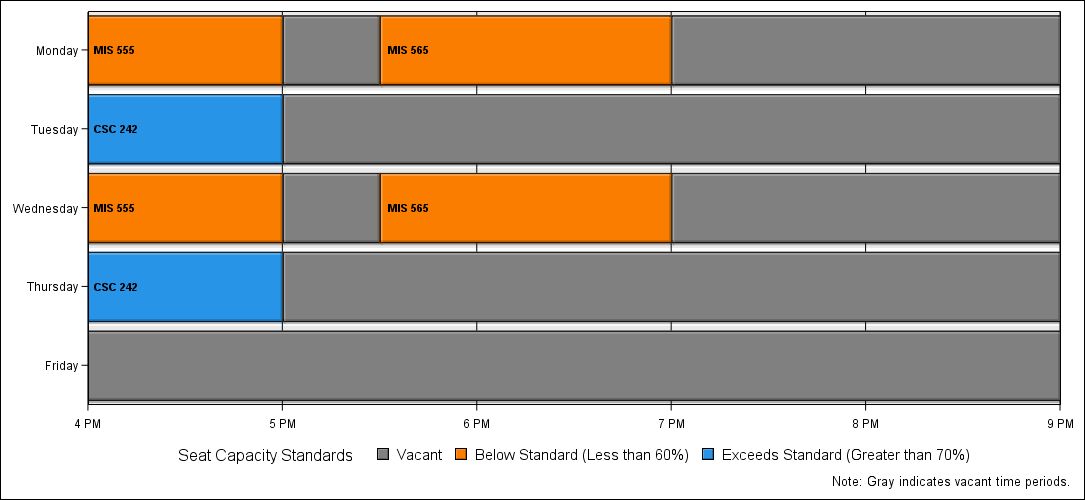 Monday
MIS 555
MIS 565
Tuesday
CSC 242
Wednesday
MIS 555
MIS 565
Thursday
CSC 242
Friday
4 PM 5 PM 6 PM 7 PM 8 PM 9 PM
Seat Capacity Standards Vacant Below Standard (Less than 60%) Exceeds Standard (Greater than 70%)
Note: Gray indicates vacant time periods.